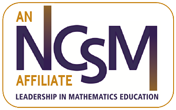 AN
NCSM
AFFILIATE
LEADERSHIP IN MATHEMATICS EDUCATION